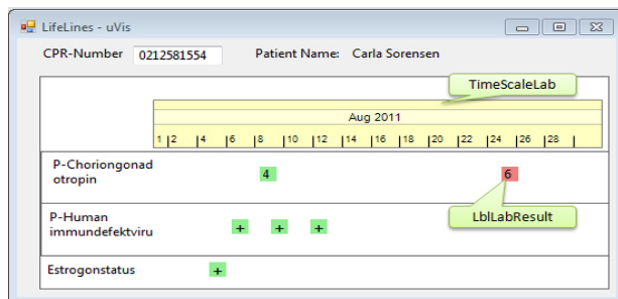 LifeLines - uVis
CPR-Number 0212581554 Patient Name: Carla Sorensen
TimeScaleLab
Aug 2011
1 |2 |4 |6 |8 |10 |12 |14 |16 |18 |20 |22 |24 |26 |28 |
P-Choriongonad
otropin
4 6
P-Human
immundefektviru
+ + +
LblLabResult
Estrogonstatus +